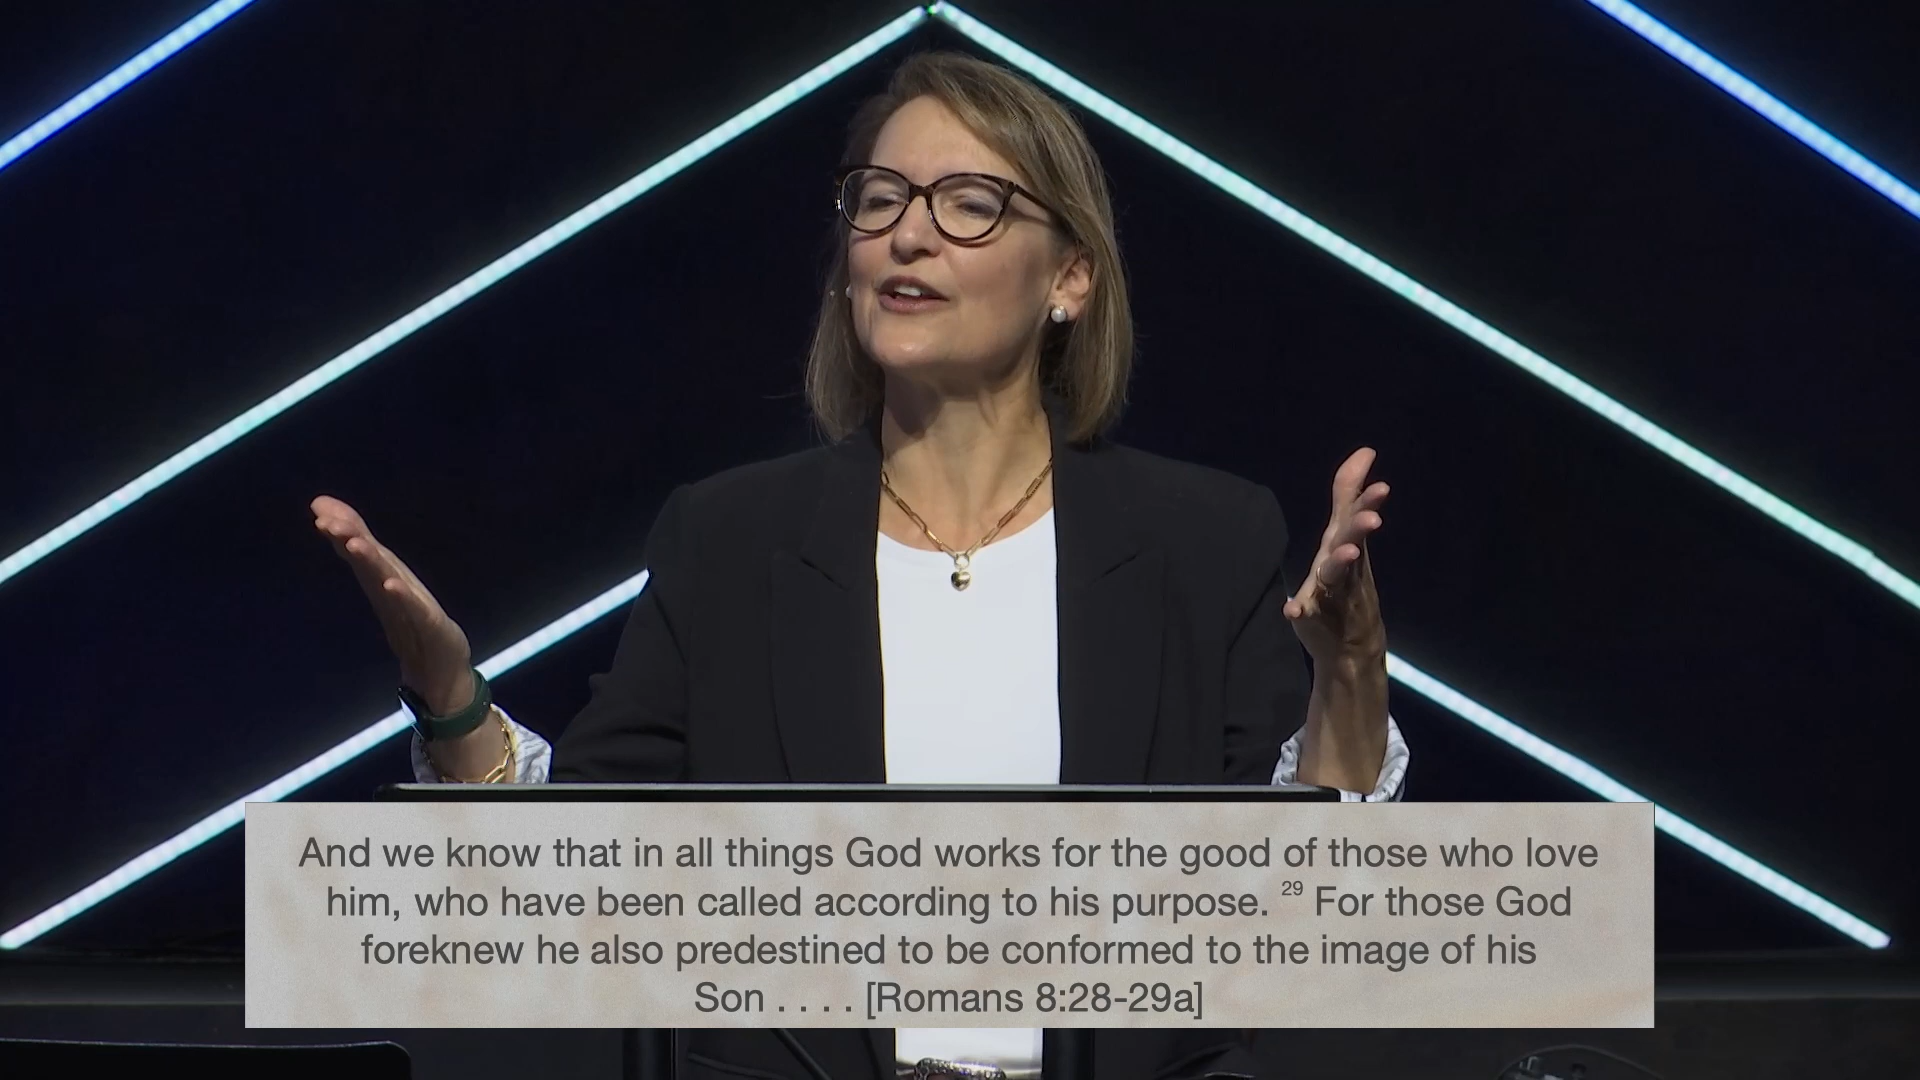 And we know that in all things God works for the good of those who love
him, who have been called according to his purpose. 29 For those God
foreknew he also predestined to be conformed to the image of his
Son . . . . [Romans 8:28-29a]